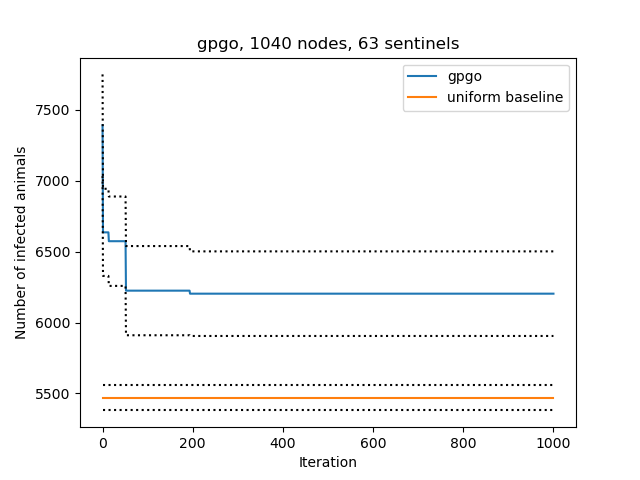 gpgo, 1040 nodes, 63 sentinels
gpgo
uniform baseline
7500
7000
6500
6000
5500
Number of infected animals
0 200 400 600 800 1000
Iteration